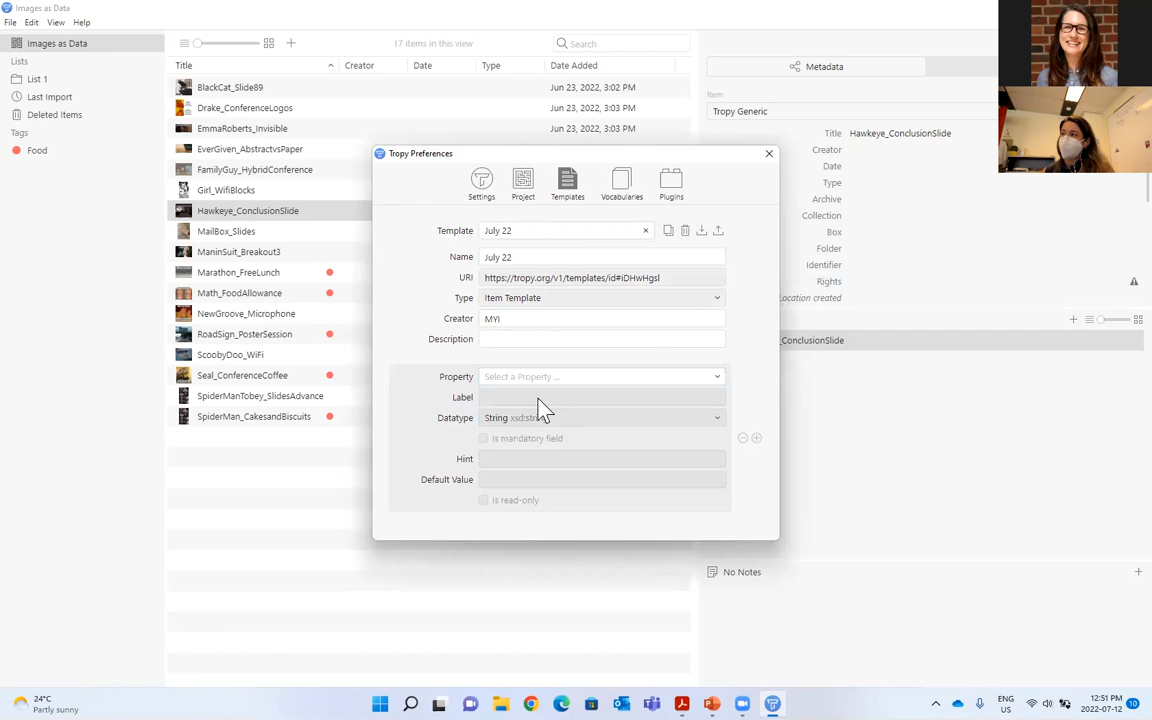 Images as Data
File Edit View Help
Images as Data
Lists
List 1
Last Import
Deleted Items
Tags
Food
17 items in this view
Search
Title Creator Date Type Date Added
BlackCat_Slide89 Jun 23, 2022, 3:02 PM
Drake_ConferenceLogos Jun 23, 2022, 3:03 PM
EmmaRoberts_Invisible Jun 23, 2022, 3:03 PM
EverGiven_AbstractvsPaper
FamilyGuy_HybridConference
Girl_WifiBlocks
Hawkeye_ConclusionSlide
MailBox_Slides
ManinSuit_Breakout3
Marathon_FreeLunch
Math_FoodAllowance
NewGroove_Microphone
RoadSign_PosterSession
ScoobyDoo_WiFi
Seal_ConferenceCoffee
SpiderManTobey_SlidesAdvance
SpiderMan_CakesandBiscuits
Tropy Preferences
Settings Project Templates Vocabularies Plugins
Template July 22
Name July 22
URI https://tropy.org/v1/templates/id#iDHwHgsl
Type Item Template
Creator MYI
Description
Property Select a Property ...
Label
Datatype String
Is mandatory field
Hint
Default Value
Is read-only
Metadata
Item
Tropy Generic
Title Hawkeye_ConclusionSlide
Creator
Date
Type
Archive
Collection
Box
Folder
Identifier
Rights
ocation created
_ConclusionSlide
No Notes
24°C
Partly sunny
ENG
US
12:51 PM
2022-07-12
10